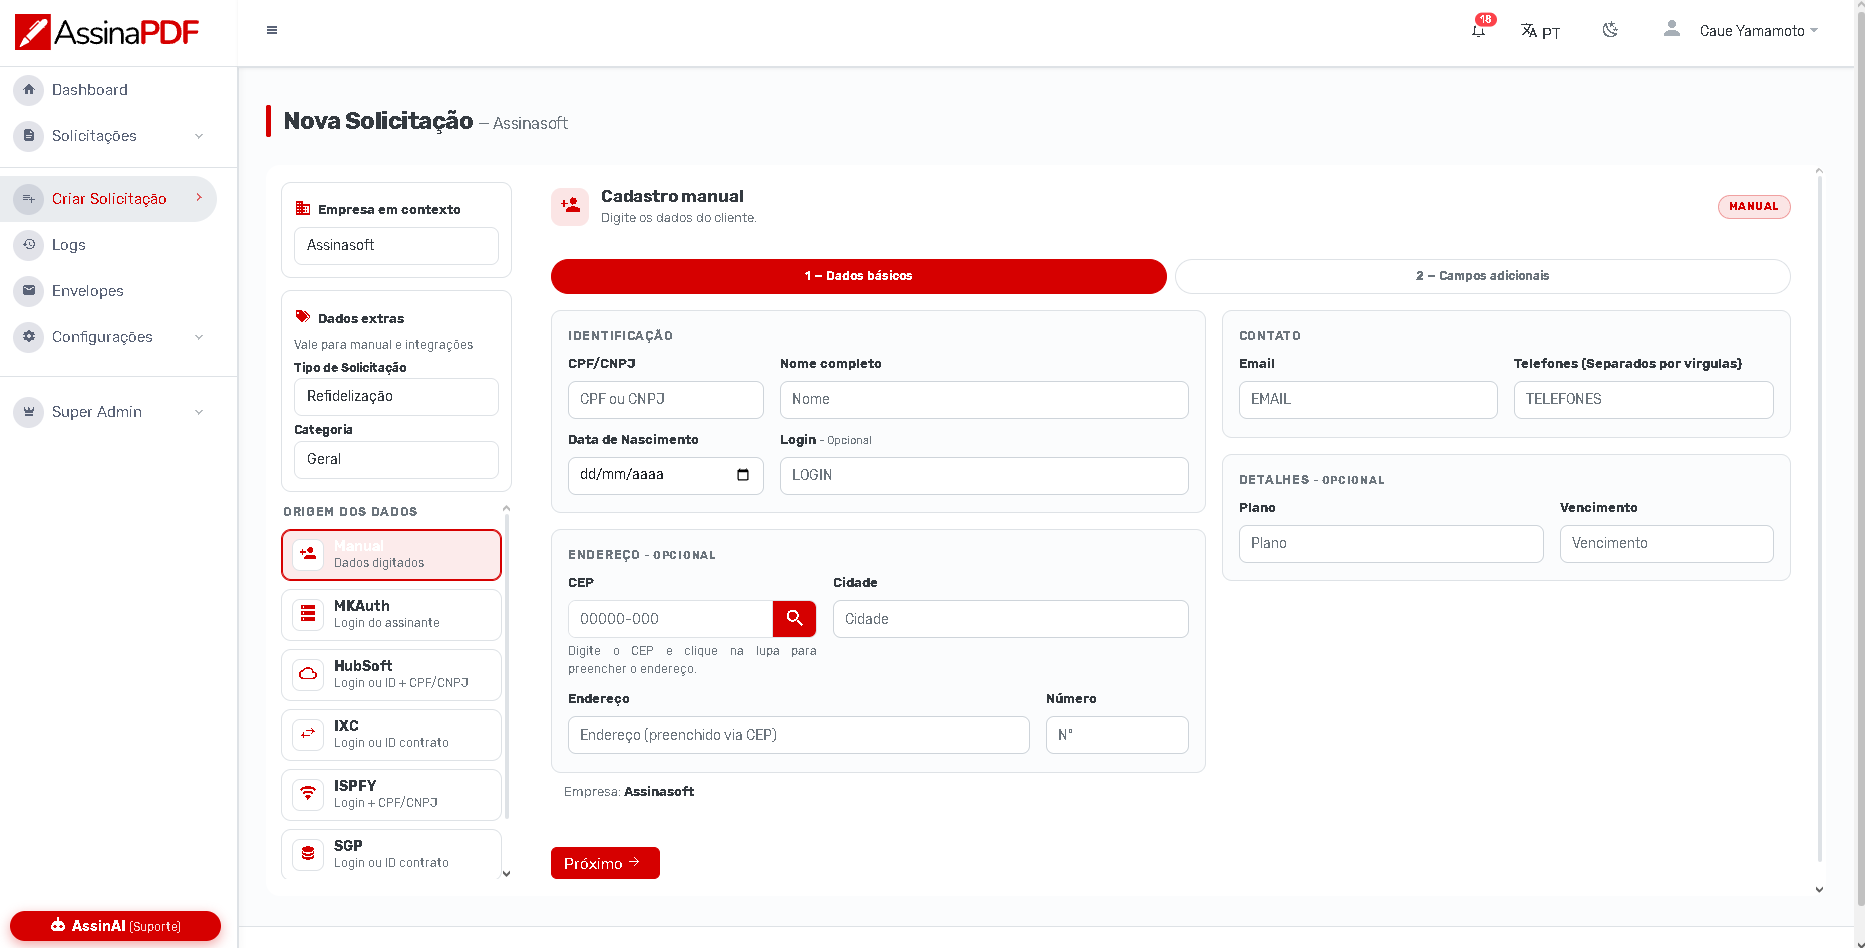 AssinaPDF
18
PT
Caue Yamamoto
Dashboard
Solicitações
Criar Solicitação
Logs
Envelopes
Configurações
Super Admin
AssinAI (Suporte)
Nova Solicitação – Assinasoft
Empresa em contexto
Assinasoft
Dados extras
Vale para manual e integrações
Tipo de Solicitação
Refidelização
Categoria
Geral
ORIGEM DOS DADOS
Manual
Dados digitados
MKAuth
Login do assinante
HubSoft
Login ou ID + CPF/CNPJ
IXC
Login ou ID contrato
ISPFY
Login + CPF/CNPJ
SGP
Login ou ID contrato
Cadastro manual
Digite os dados do cliente.
MANUAL
1 – Dados básicos
2 – Campos adicionais
IDENTIFICAÇÃO
CPF/CNPJ
Nome completo
CPF ou CNPJ
Nome
Data de Nascimento
Login - Opcional
dd/mm/aaaa
LOGIN
ENDEREÇO - OPCIONAL
CEP
Cidade
00000-000
Cidade
Digite o CEP e clique na lupa para
preencher o endereço.
Endereço
Número
Endereço (preenchido via CEP)
N°
Empresa: Assinasoft
Próximo
CONTATO
Email
Telefones (Separados por virgulas)
EMAIL
TELEFONES
DETALHES - OPCIONAL
Plano
Vencimento
Plano
Vencimento